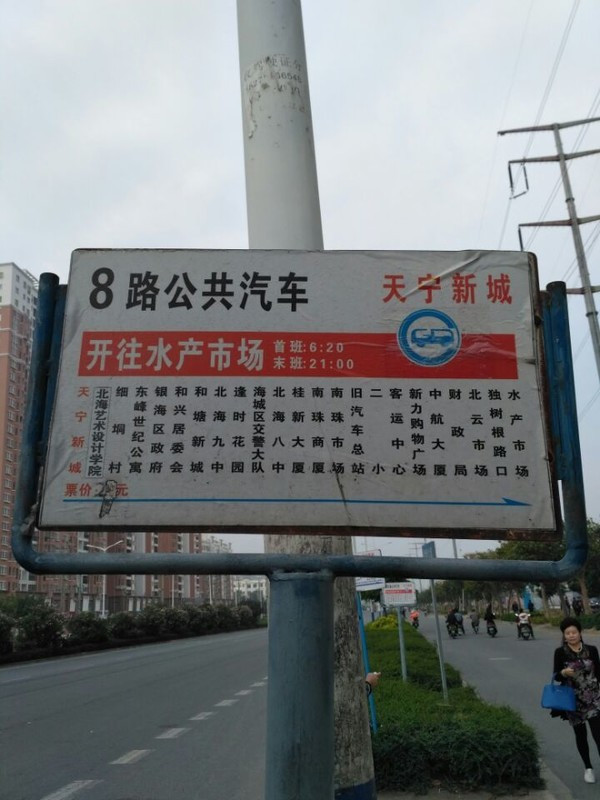 8路公共汽车
天宁新城
开往水产市场
首班:6:20
末班:21:00
天宁新城
北海艺术设计学院
细垌村
东峰世纪公寓
银海区政府
和兴居委会
和塘新城
北海九中
逢时花园
海城区交警大队
北海八中
桂新大厦
南珠商厦
南珠市场
旧汽车总站
二小
客运中心
新力购物广场
中航大厦
财政局
北云市场
独树根路口
水产市场
票价 元